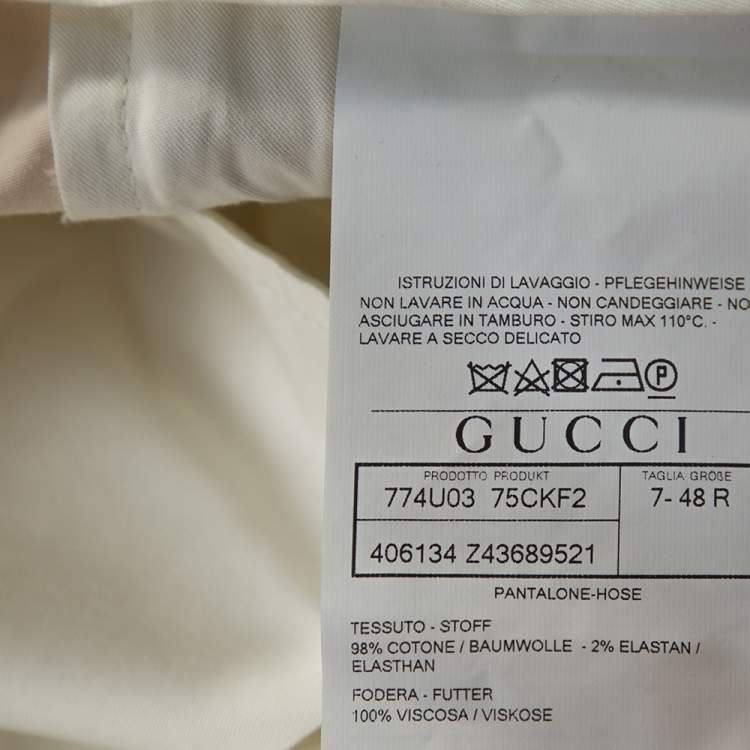 ISTRUZIONI DI LAVAGGIO - PFLEGEHINWEISE
NON LAVARE IN ACQUA - NON CANDEGGIARE - NO
ASCIUGARE IN TAMBURO - STIRO MAX 110°C. -
LAVARE A SECCO DELICATO
P
GUCCI
PRODOTTO PRODUKT
TAGLIA GRÖßE
774U03 75CKF2
7- 48 R
406134 Z43689521
PANTALONE-HOSE
TESSUTO - STOFF
98% COTONE / BAUMWOLLE - 2% ELASTAN /
ELASTHAN
FODERA - FUTTER
100% VISCOSA / VISKOSE